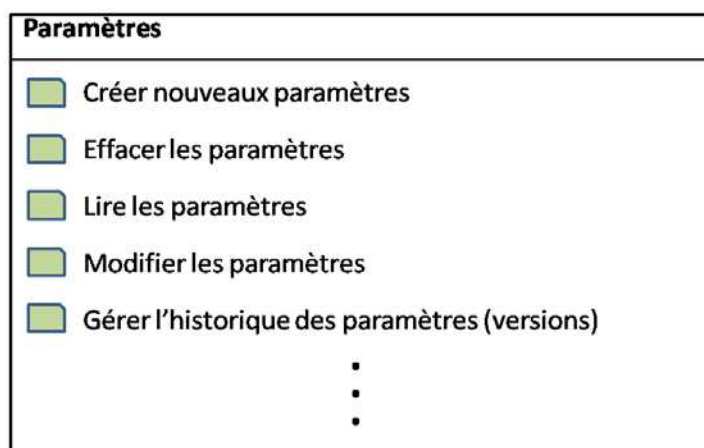 Paramètres
Créer nouveaux paramètres
Effacer les paramètres
Lire les paramètres
Modifier les paramètres
Gérer l'historique des paramètres (versions)